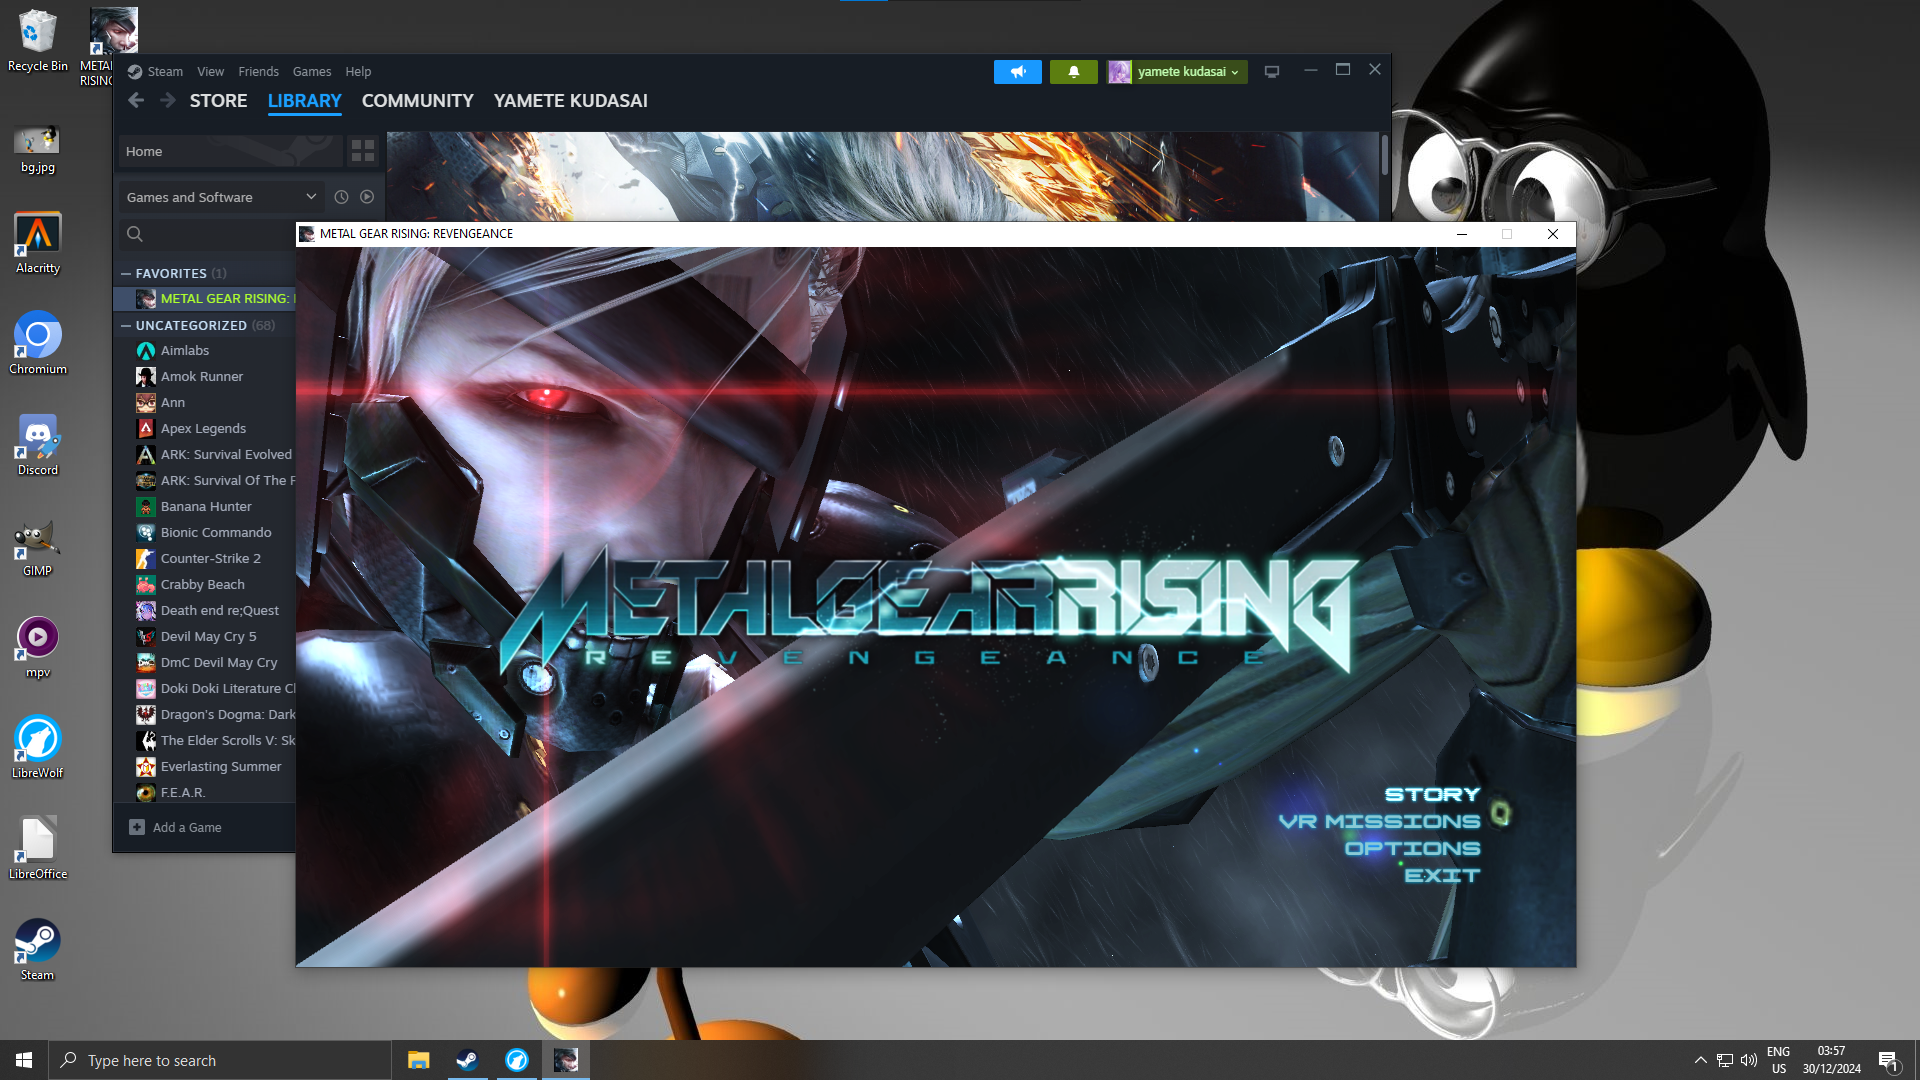 Recycle Bin
METAL
RISING
bg.jpg
Alacritty
Chromium
Discord
GIMP
mpv
LibreWolf
LibreOffice
Steam
Steam View Friends Games Help
yamete kudasai
STORE LIBRARY COMMUNITY YAMETE KUDASAI
Home
Games and Software
FAVORITES (1)
METAL GEAR RISING:
UNCATEGORIZED (68)
Aimlabs
Amok Runner
Ann
Apex Legends
ARK: Survival Evolved
ARK: Survival Of The F
Banana Hunter
Bionic Commando
Counter-Strike 2
Crabby Beach
Death end re;Quest
Devil May Cry 5
DmC Devil May Cry
Doki Doki Literature Cl
Dragon's Dogma: Dark
The Elder Scrolls V: Sk
Everlasting Summer
F.E.A.R.
Add a Game
METAL GEAR RISING: REVENGEANCE
METAL GEAR RISING
REVENGEANCE
STORY
VR MISSIONS
OPTIONS
EXIT
Type here to search
ENG
US
03:57
30/12/2024
1